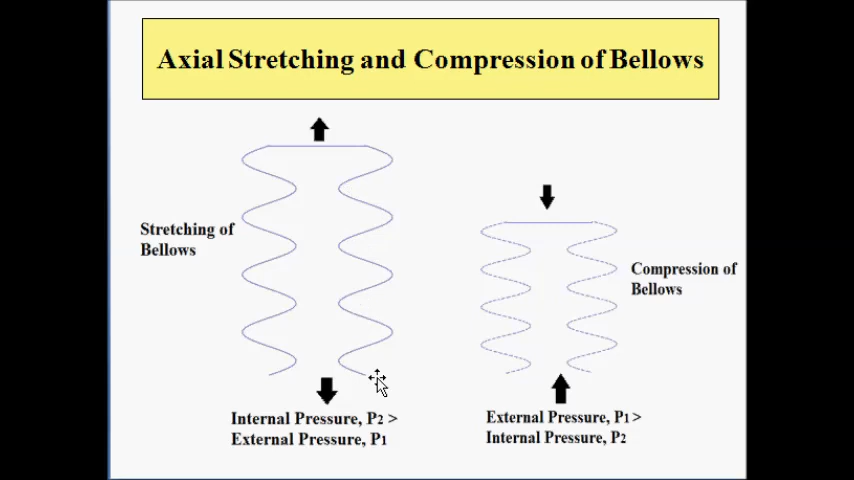 Axial Stretching and Compression of Bellows
Stretching of
Bellows
Compression of
Bellows
Internal Pressure, P2 >
External Pressure, P1
External Pressure, P1 >
Internal Pressure, P2